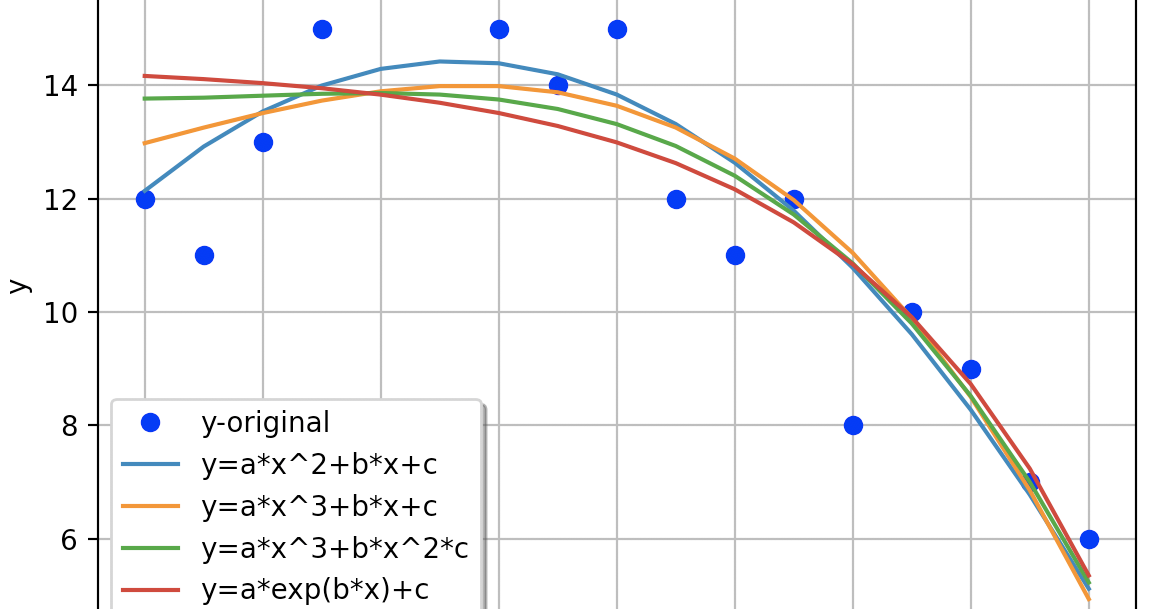 14
12
10
8
6
y
y-original
y=a*x^2+b*x+c
y=a*x^3+b*x+c
y=a*x^3+b*x^2*c
y=a*exp(b*x)+c